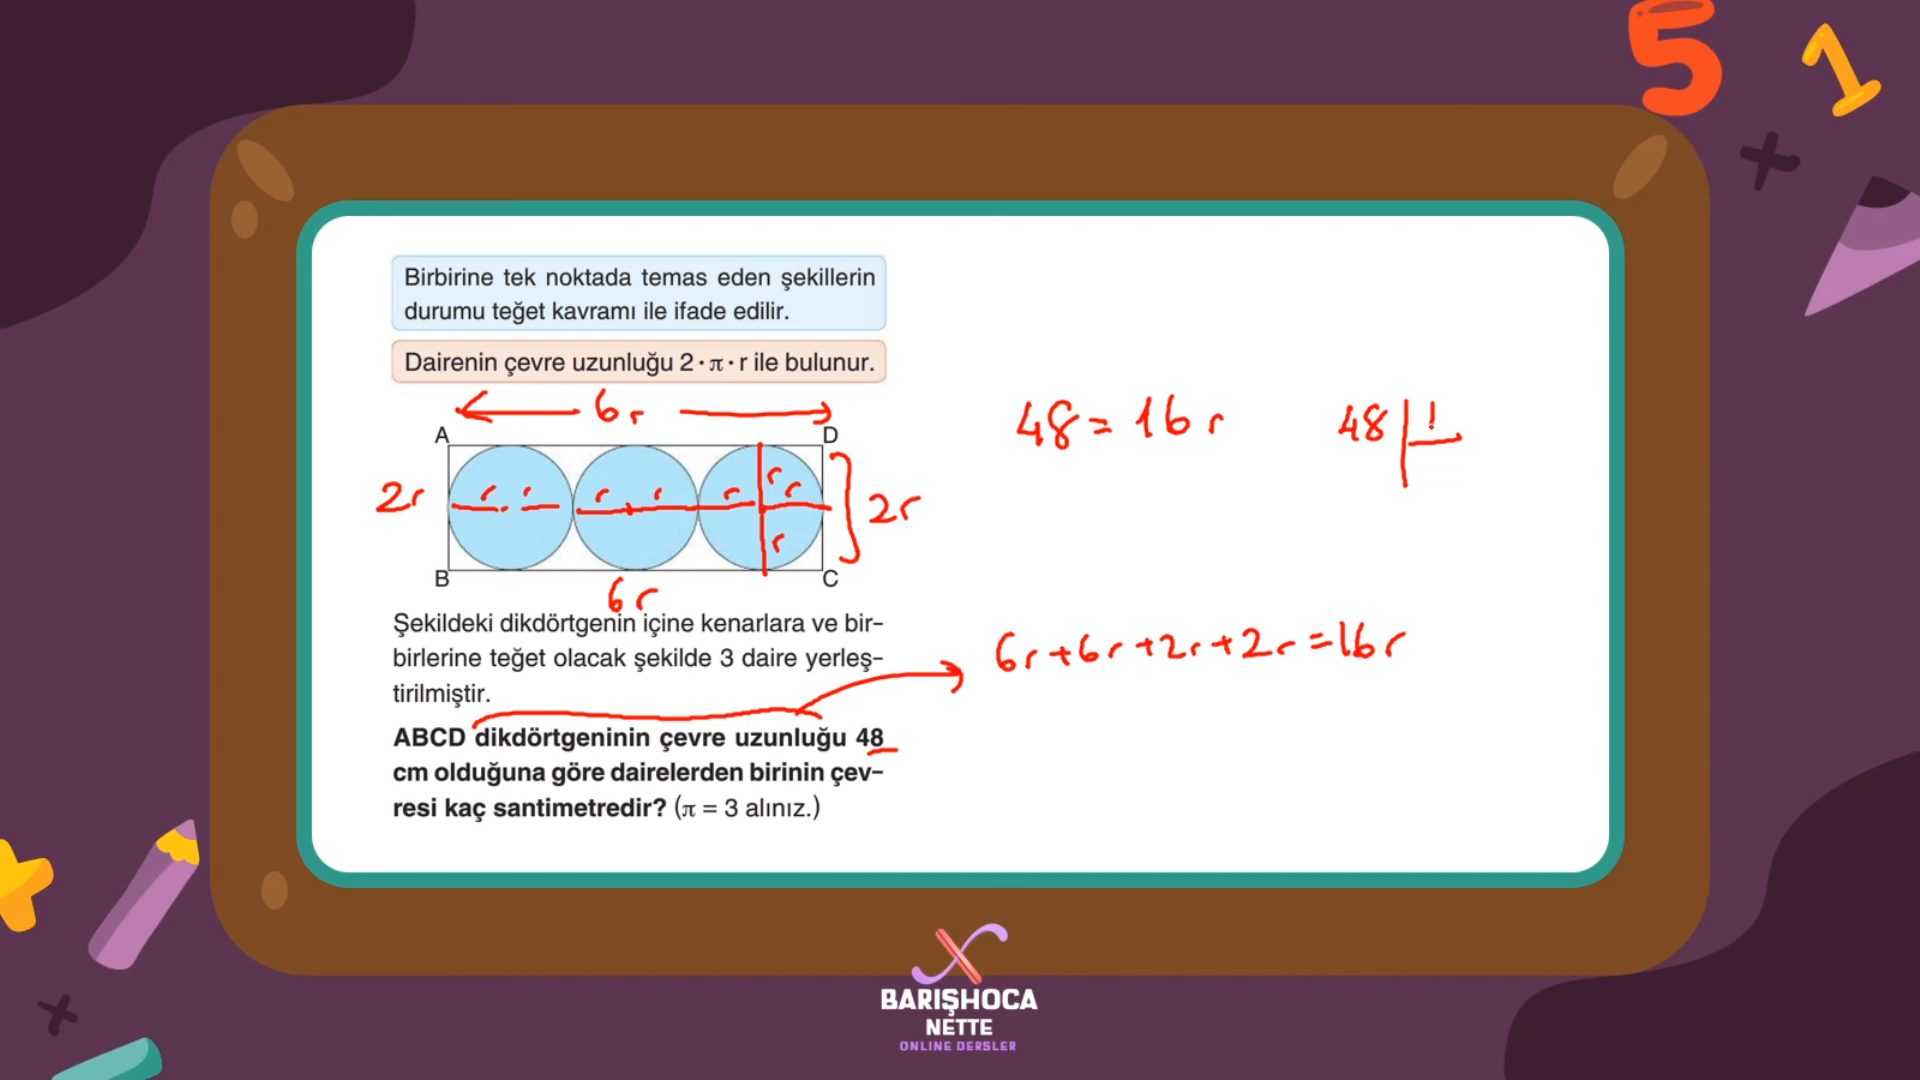 5 1
Birbirine tek noktada temas eden şekillerin
durumu teğet kavramı ile ifade edilir.
Dairenin çevre uzunluğu 2·π·r ile bulunur.
6r
A D
2r r r r r r r r r 2r
B C
6r
Şekildeki dikdörtgenin içine kenarlara ve bir-
birlerine teğet olacak şekilde 3 daire yerleş-
tirilmiştir.
ABCD dikdörtgeninin çevre uzunluğu 48
cm olduğuna göre dairelerden birinin çev-
resi kaç santimetredir? (π = 3 alınız.)
48 = 16r 48 | 1
6r+6r+2r+2r=16r
BARIŞHOCA
NETTE
ONLINE DERSLER